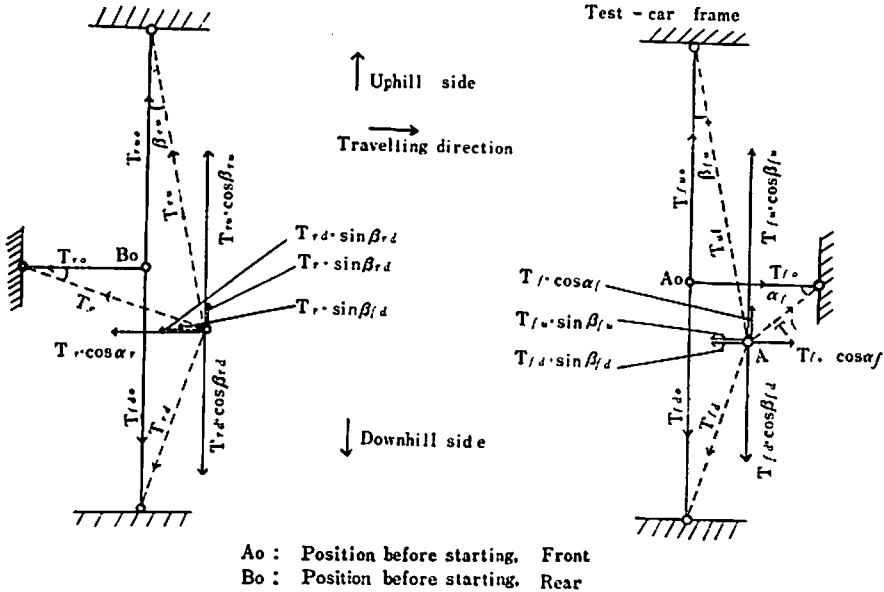 Test - car frame
Uphill side
Travelling direction
βru
Truo
Tru
Tru·cosβru
Trd·sinβrd
Tr·sinβrd
Tr·sinβfd
Tro
Bo
Tr
Tr·cosαr
Tfdo
Trd
Trd·cosβrd
Downhill side
βfu
Tfuo
Tuf
Tfu·cosβfu
Tf·cosαf
Ao
Tfo
αf
Tf
Tfu·sinβfu
Tfd·sinβfd
A
Tf. cosαf
Tfdo
Tfd
Tfd·cosβfd
Ao : Position before starting, Front
Bo : Position before starting, Rear